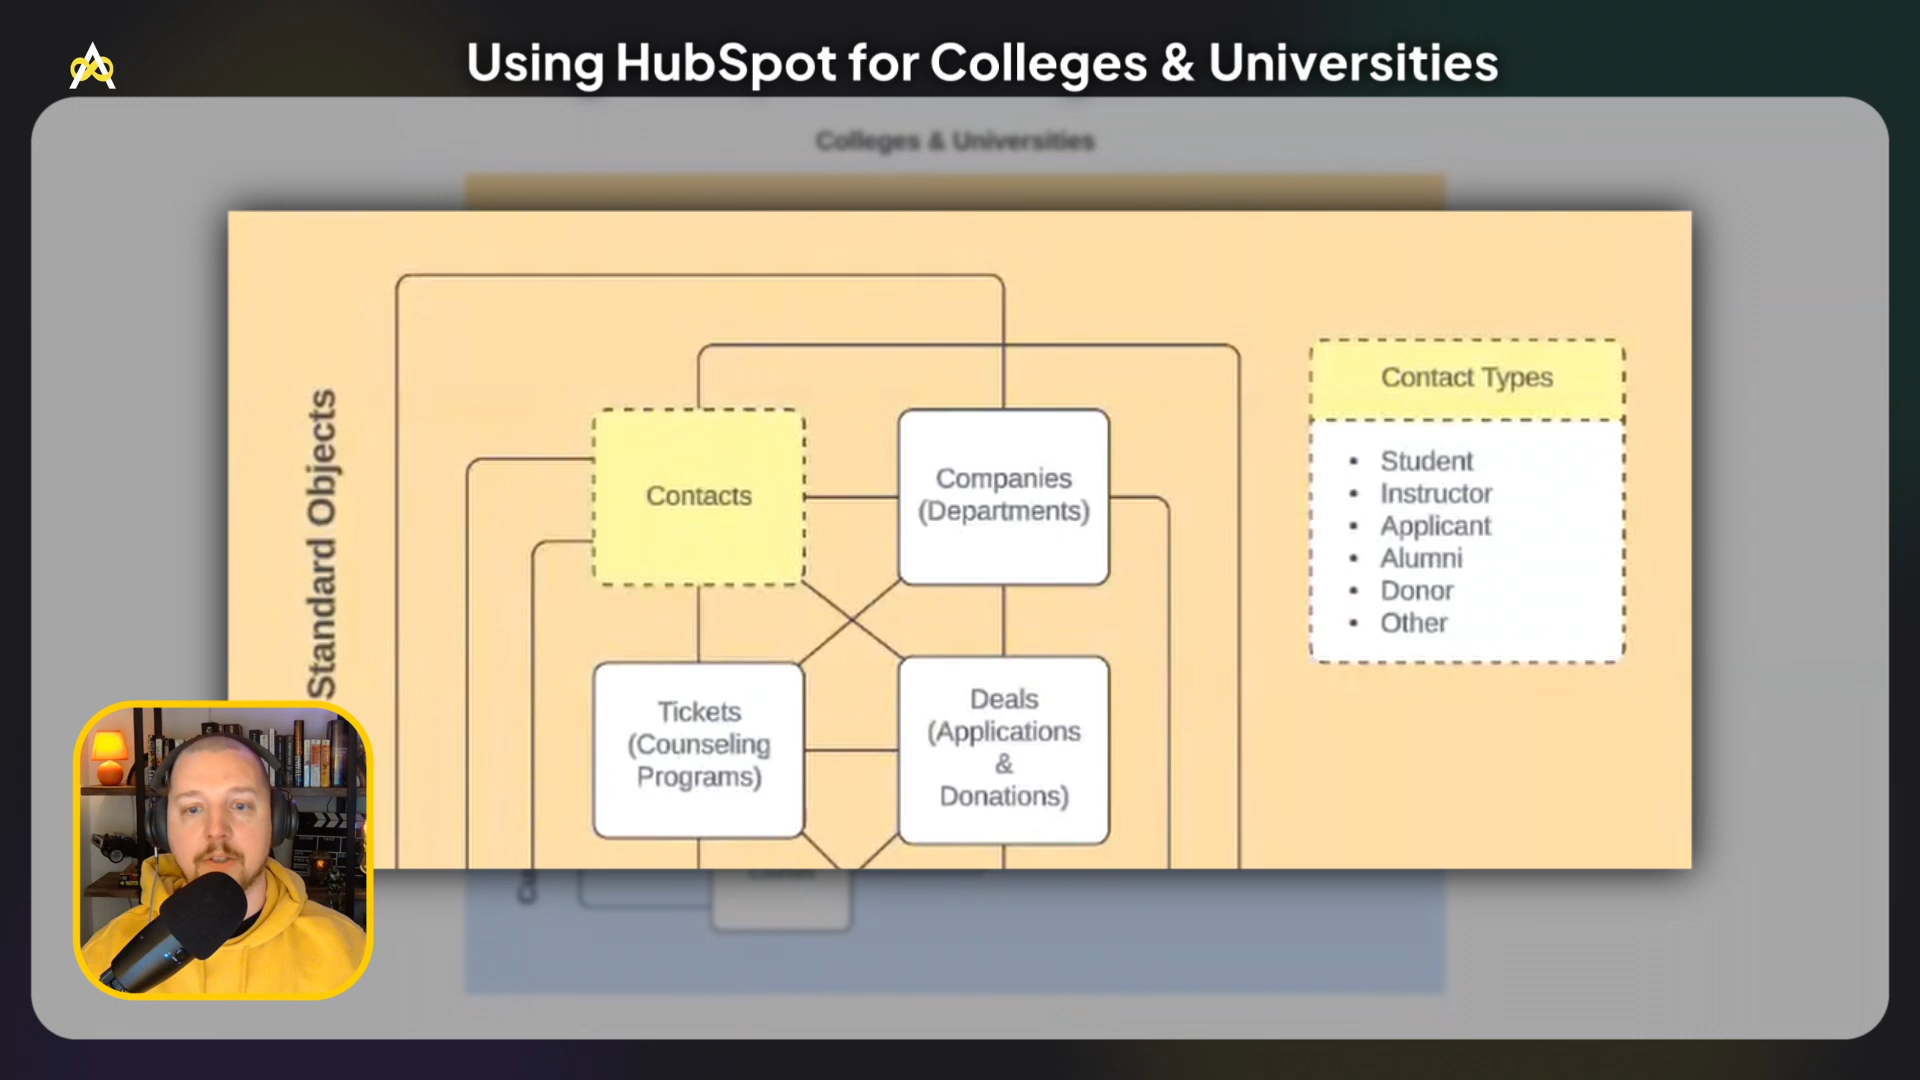 Using HubSpot for Colleges & Universities
Colleges & Universities
Standard Objects
Contacts
Companies
(Departments)
Tickets
(Counseling
Programs)
Deals
(Applications
&
Donations)
Contact Types
• Student
• Instructor
• Applicant
• Alumni
• Donor
• Other